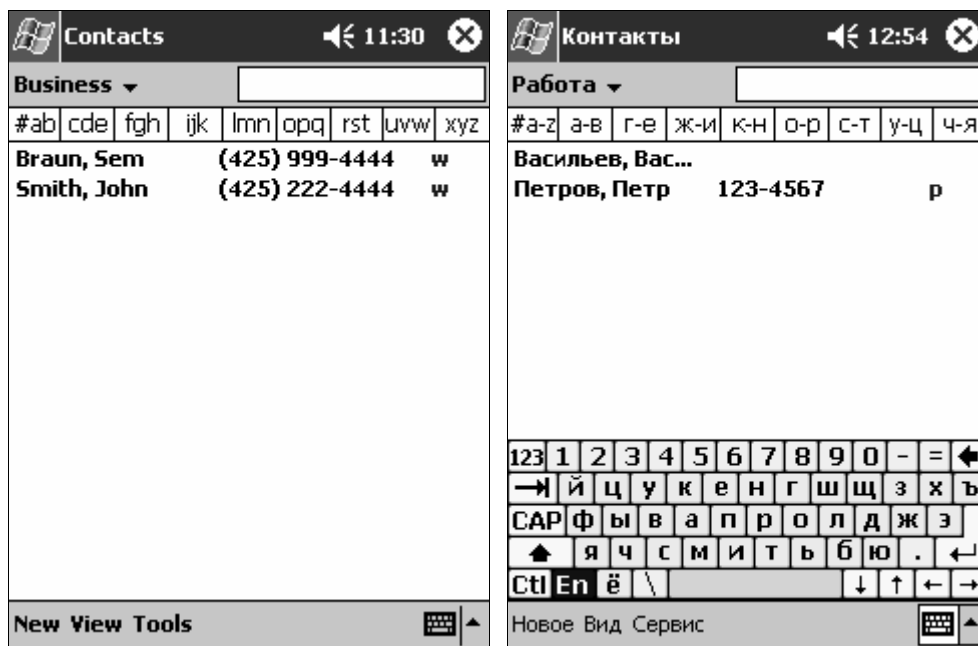 Contacts 11:30
Business
#ab cde fgh ijk lmn opq rst uvw xyz
Braun, Sem (425) 999-4444 w
Smith, John (425) 222-4444 w
New View Tools
Контакты 12:54
Работа
#a-z а-в г-е ж-и к-н о-р с-т у-ц ч-я
Васильев, Вас...
Петров, Петр 123-4567 р
123 1 2 3 4 5 6 7 8 9 0 - =
й ц у к е н г ш щ з х ъ
CAP ф ы в а п р о л д ж э
я ч с м и т ь б ю .
Ctl En ё \
Новое Вид Сервис